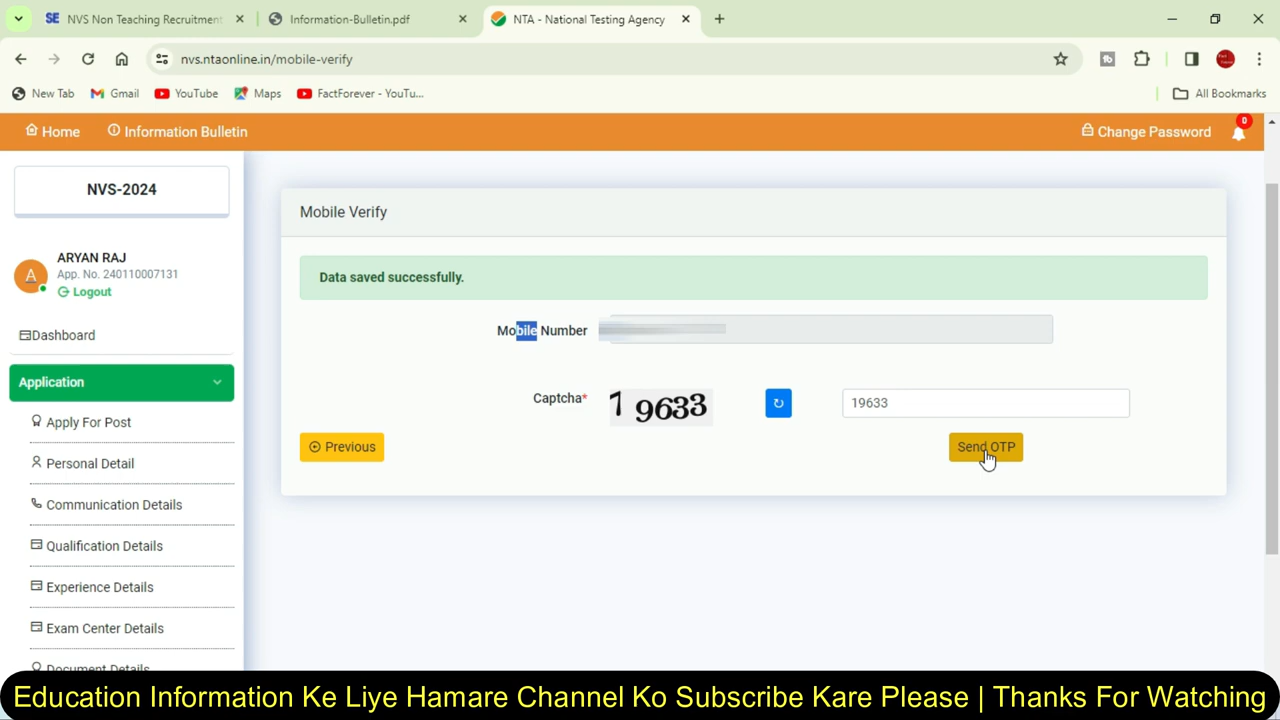 NVS Non Teaching Recruitment
Information-Bulletin.pdf
NTA - National Testing Agency
nvs.ntaonline.in/mobile-verify
New Tab
Gmail
YouTube
Maps
FactForever - YouTu...
All Bookmarks
Home
Information Bulletin
Change Password
0
NVS-2024
A
ARYAN RAJ
App. No. 240110007131
Logout
Dashboard
Application
Apply For Post
Personal Detail
Communication Details
Qualification Details
Experience Details
Exam Center Details
Document Details
Mobile Verify
Data saved successfully.
Mobile Number
Captcha*
19633
19633
Previous
Send OTP
Education Information Ke Liye Hamare Channel Ko Subscribe Kare Please | Thanks For Watching